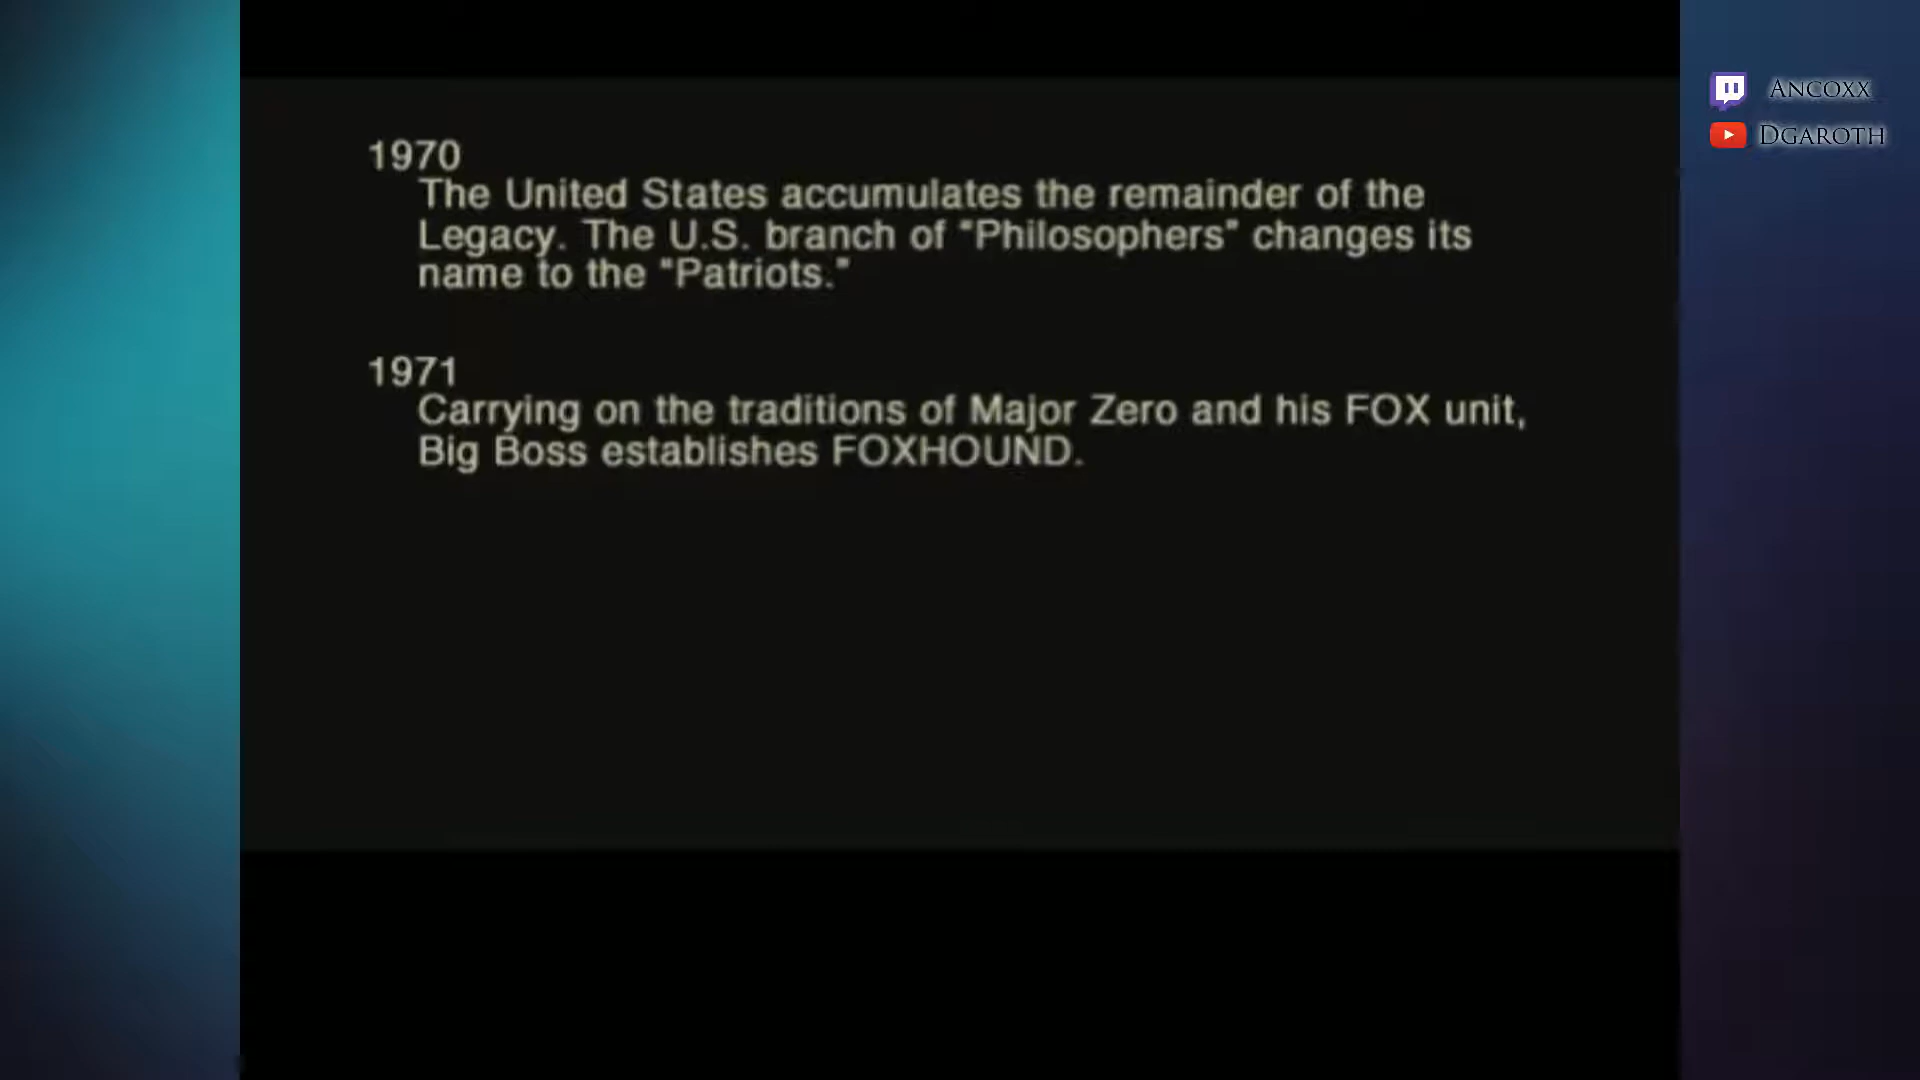 1970
The United States accumulates the remainder of the
Legacy. The U.S. branch of "Philosophers" changes its
name to the "Patriots."
1971
Carrying on the traditions of Major Zero and his FOX unit,
Big Boss establishes FOXHOUND.
Ancoxx
Dgaroth